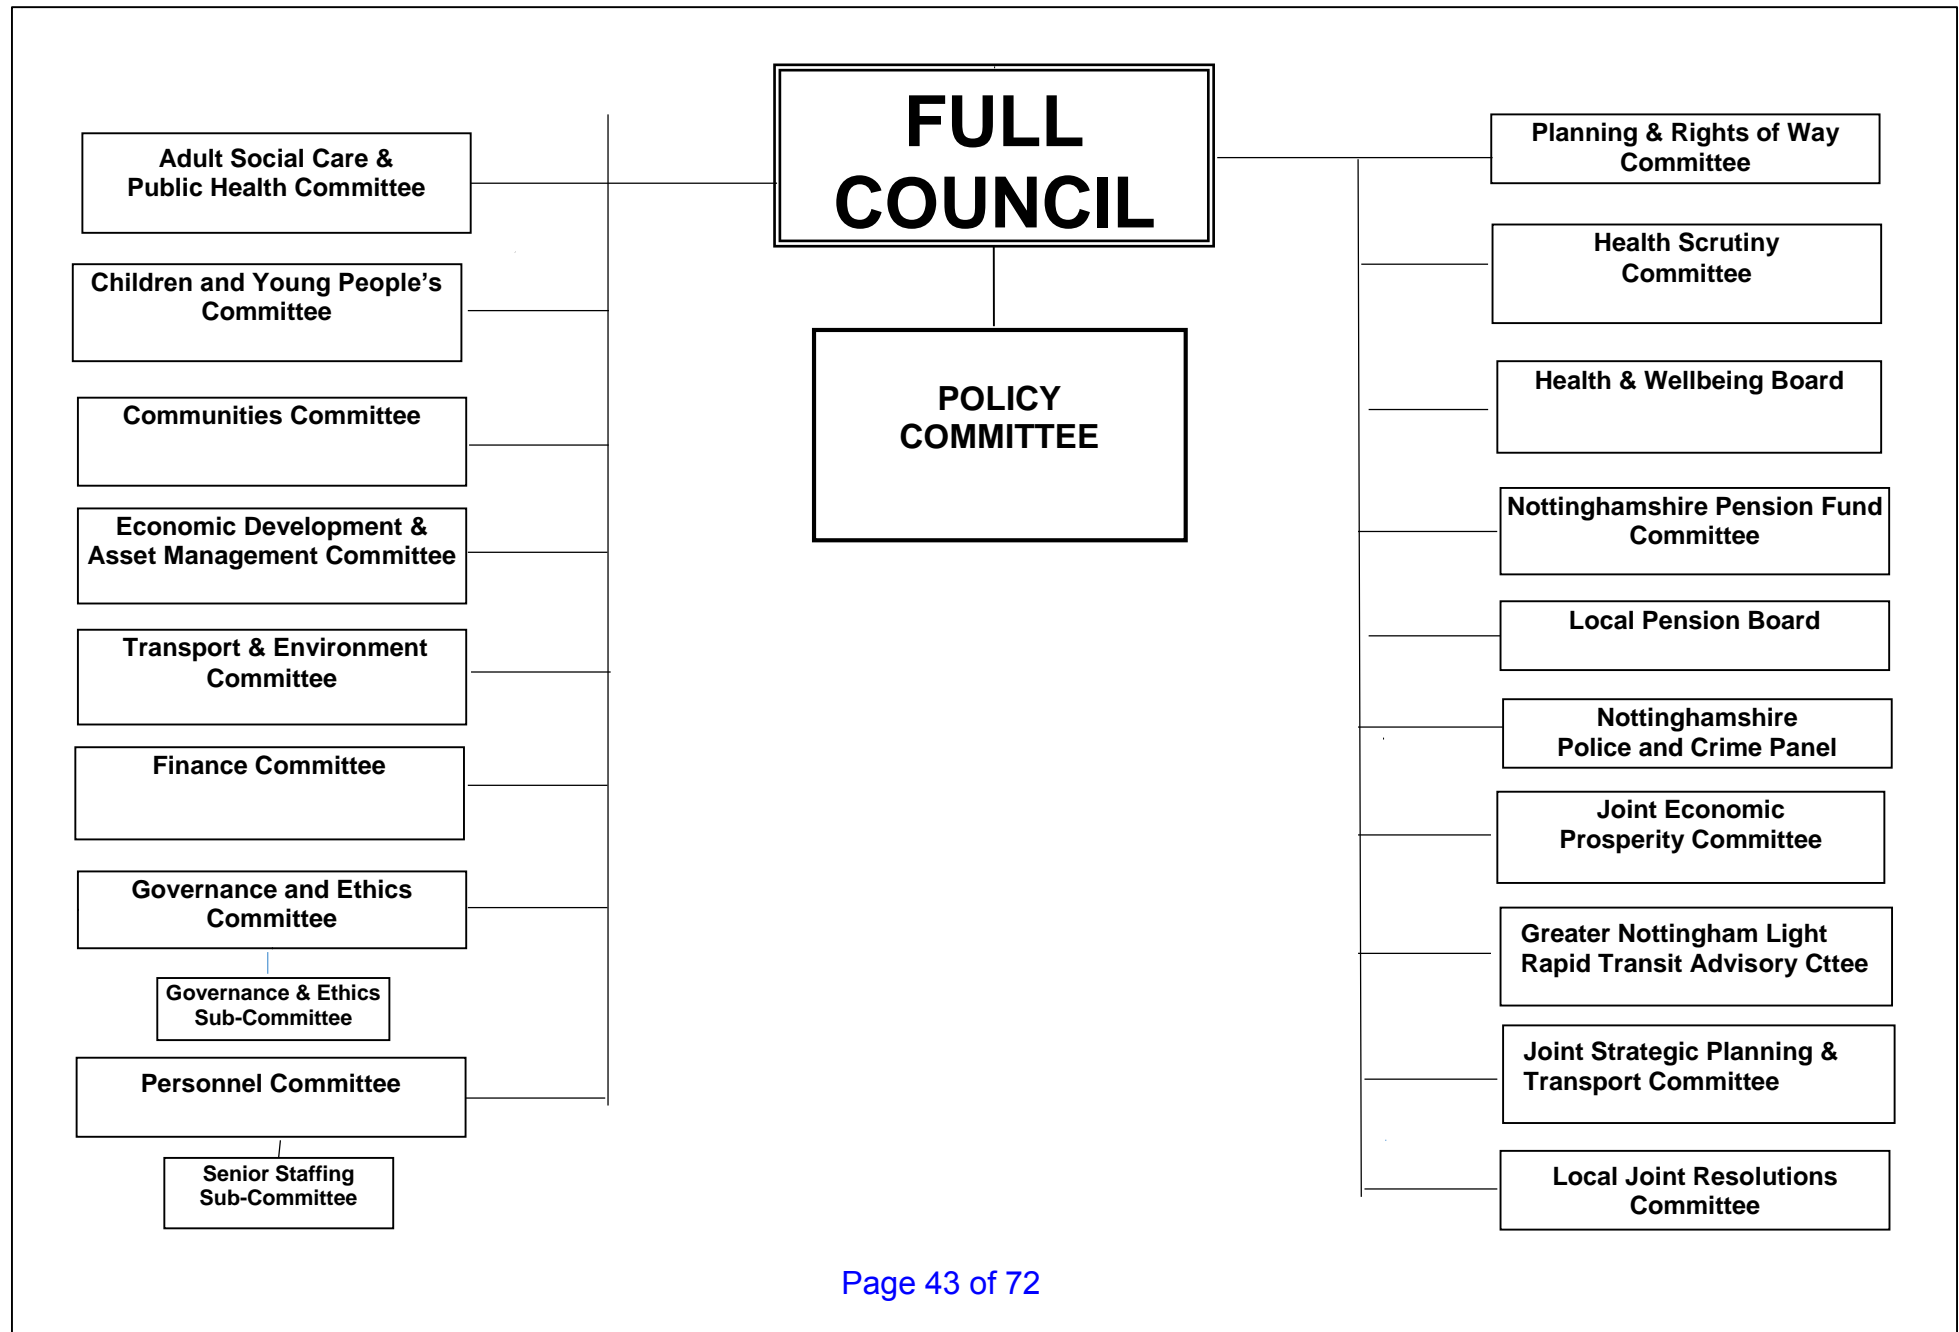 FULL
COUNCIL
POLICY
COMMITTEE
Adult Social Care &
Public Health Committee
Children and Young People’s
Committee
Communities Committee
Economic Development &
Asset Management Committee
Transport & Environment
Committee
Finance Committee
Governance and Ethics
Committee
Governance & Ethics
Sub-Committee
Personnel Committee
Senior Staffing
Sub-Committee
Planning & Rights of Way
Committee
Health Scrutiny
Committee
Health & Wellbeing Board
Nottinghamshire Pension Fund
Committee
Local Pension Board
Nottinghamshire
Police and Crime Panel
Joint Economic
Prosperity Committee
Greater Nottingham Light
Rapid Transit Advisory Cttee
Joint Strategic Planning &
Transport Committee
Local Joint Resolutions
Committee
Page 43 of 72